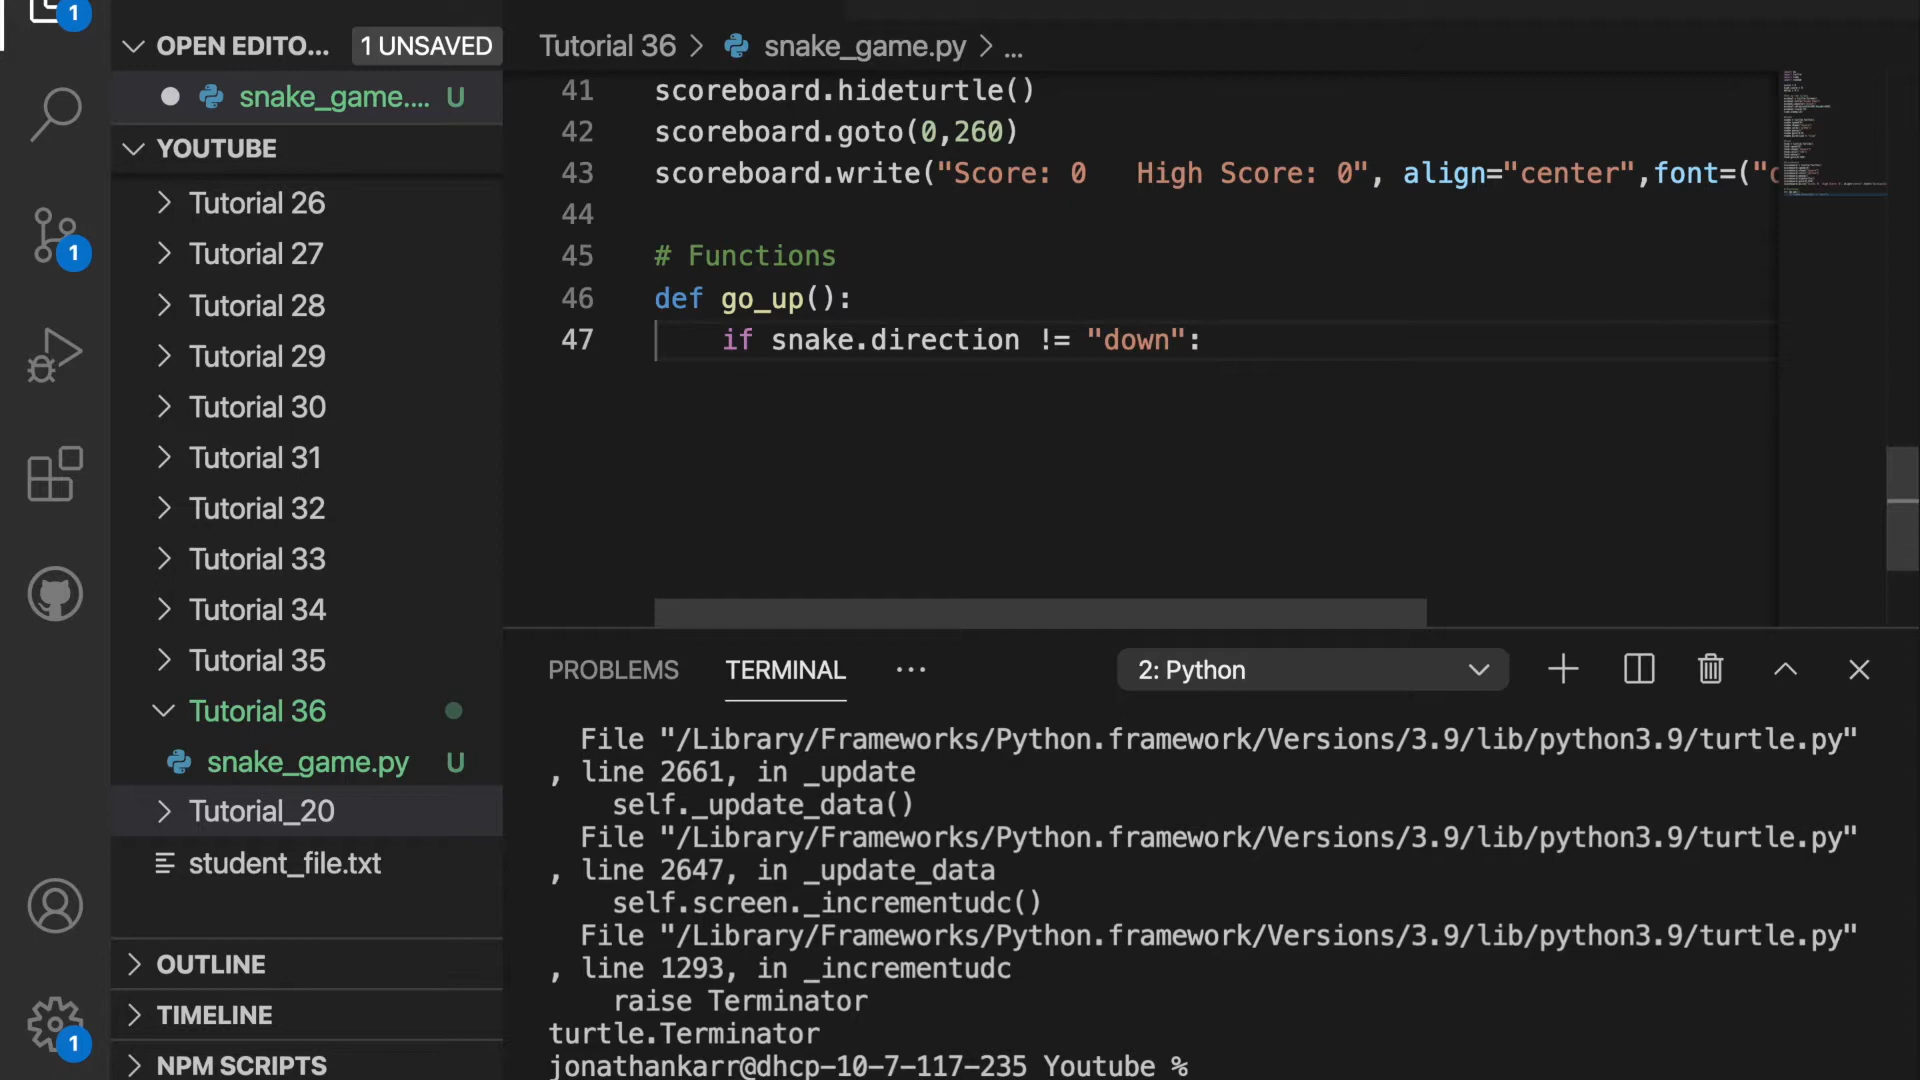 1
OPEN EDITO... 1 UNSAVED
snake_game.... U
YOUTUBE
Tutorial 26
Tutorial 27
Tutorial 28
Tutorial 29
Tutorial 30
Tutorial 31
Tutorial 32
Tutorial 33
Tutorial 34
Tutorial 35
Tutorial 36
snake_game.py U
Tutorial_20
student_file.txt
OUTLINE
TIMELINE
NPM SCRIPTS
1
1
Tutorial 36 > snake_game.py > ...
41 scoreboard.hideturtle()
42 scoreboard.goto(0,260)
43 scoreboard.write("Score: 0   High Score: 0", align="center",font=("c
44
45 # Functions
46 def go_up():
47     if snake.direction != "down":
PROBLEMS TERMINAL ... 2: Python
File "/Library/Frameworks/Python.framework/Versions/3.9/lib/python3.9/turtle.py"
, line 2661, in _update
self._update_data()
File "/Library/Frameworks/Python.framework/Versions/3.9/lib/python3.9/turtle.py"
, line 2647, in _update_data
self.screen._incrementudc()
File "/Library/Frameworks/Python.framework/Versions/3.9/lib/python3.9/turtle.py"
, line 1293, in _incrementudc
raise Terminator
turtle.Terminator
jonathankarr@dhcp-10-7-117-235 Youtube %